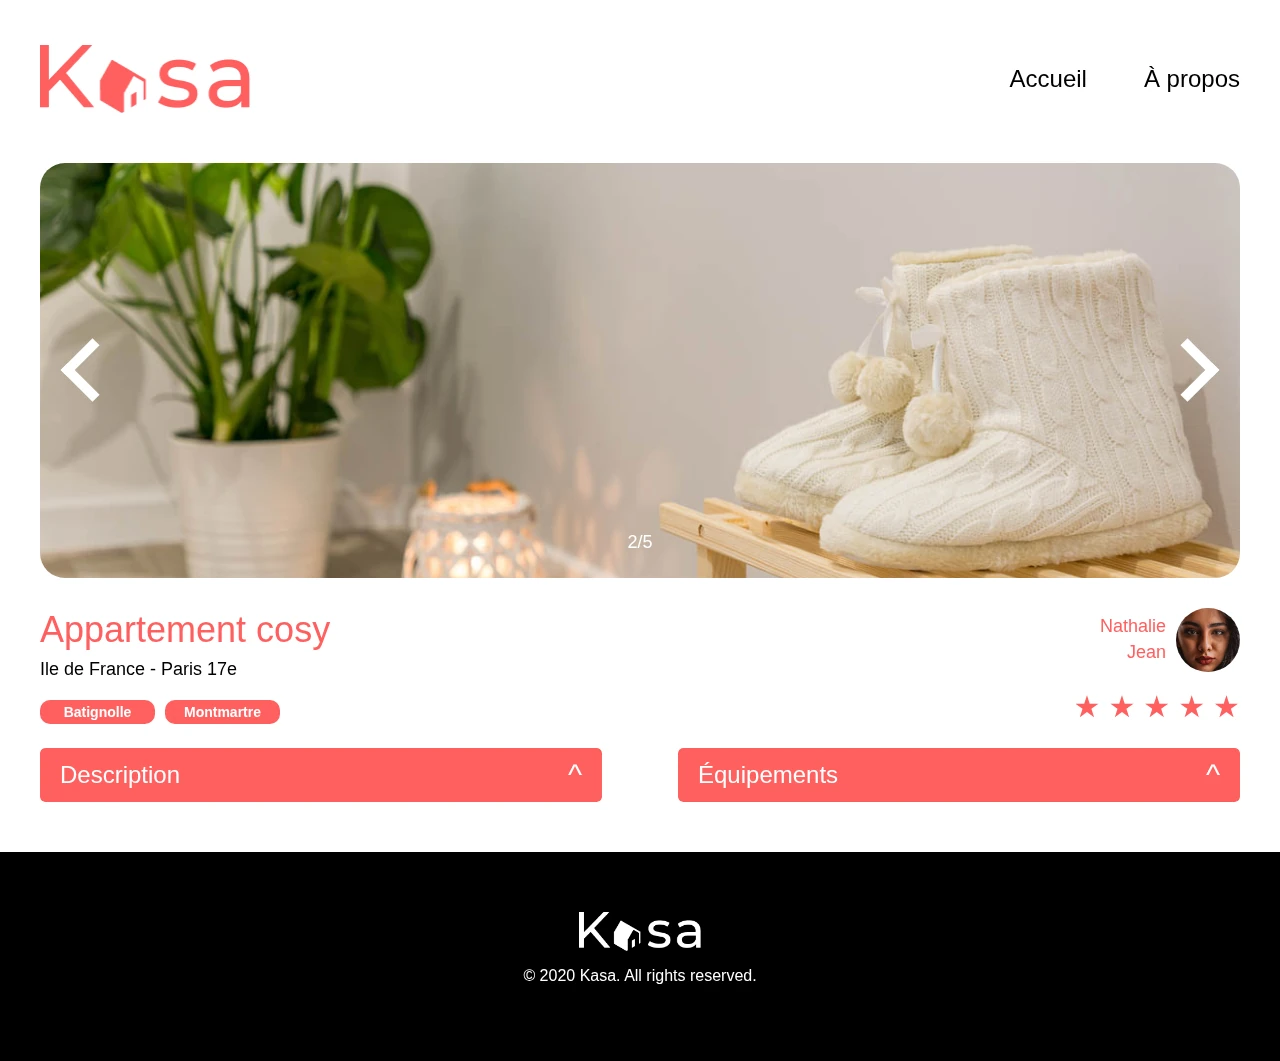 Kasa
Accueil
À propos
2/5
Appartement cosy
Ile de France - Paris 17e
Batignolle
Montmartre
Nathalie
Jean
★ ★ ★ ★ ★
Description ^
Équipements ^
Kasa
© 2020 Kasa. All rights reserved.